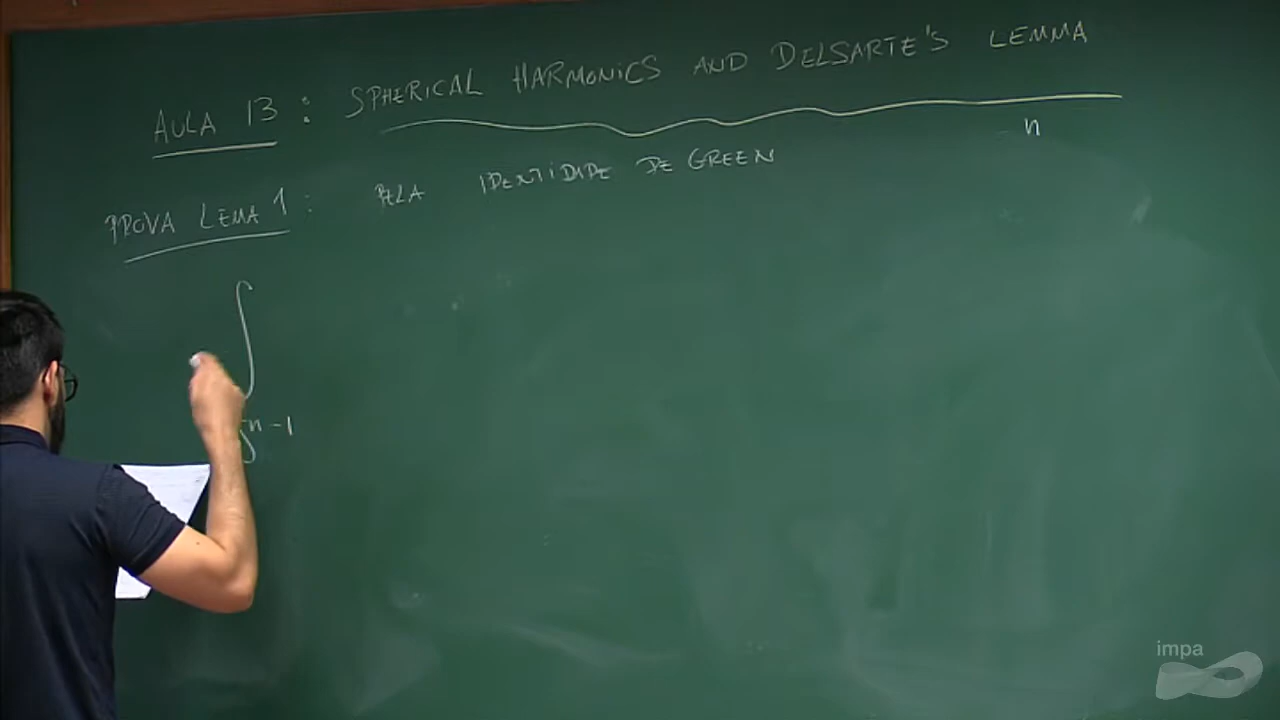 AULA 13: SPHERICAL HARMONICS AND DELSARTE'S LEMMA
n
PROVA LEMA 1: PELA IDENTIDADE DE GREEN
∫
S^{n-1}
impa